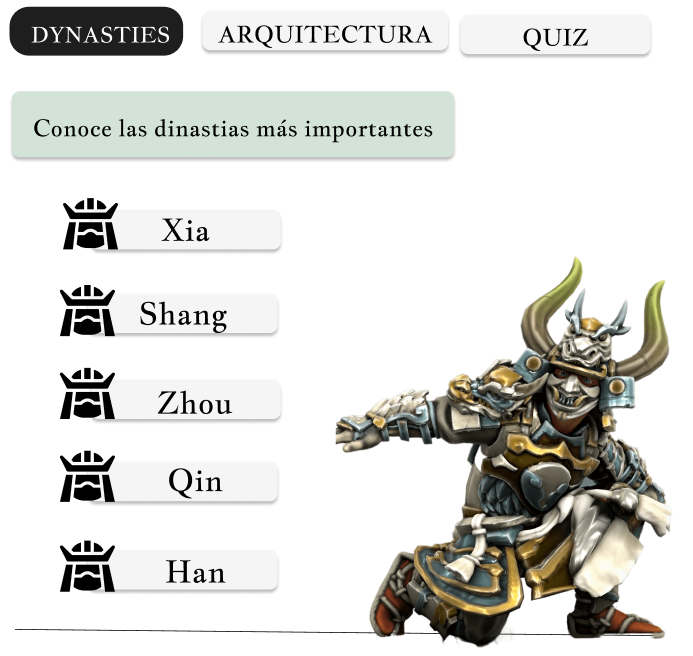 DYNASTIES
ARQUITECTURA
QUIZ
Conoce las dinastias más importantes
Xia
Shang
Zhou
Qin
Han